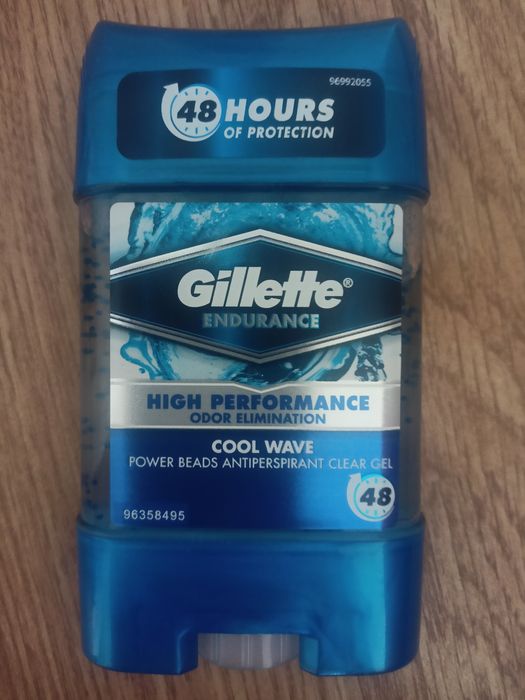 96992055
48 HOURS
OF PROTECTION
Gillette®
ENDURANCE
HIGH PERFORMANCE
ODOR ELIMINATION
COOL WAVE
POWER BEADS ANTIPERSPIRANT CLEAR GEL
48
96358495